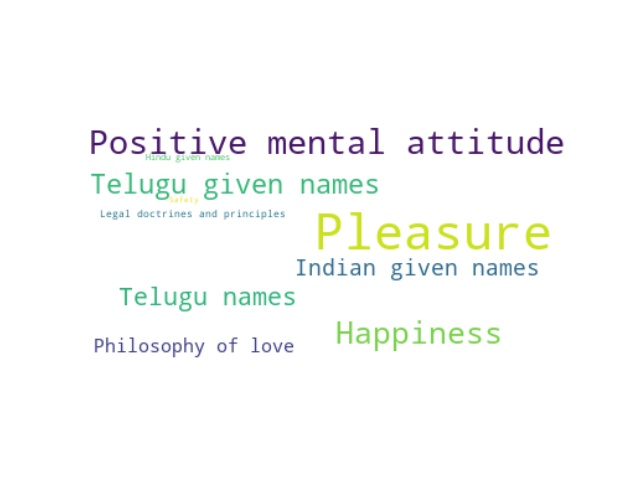 Positive mental attitude
Hindu given names
Telugu given names
Safety
Legal doctrines and principles
Pleasure
Indian given names
Telugu names
Happiness
Philosophy of love